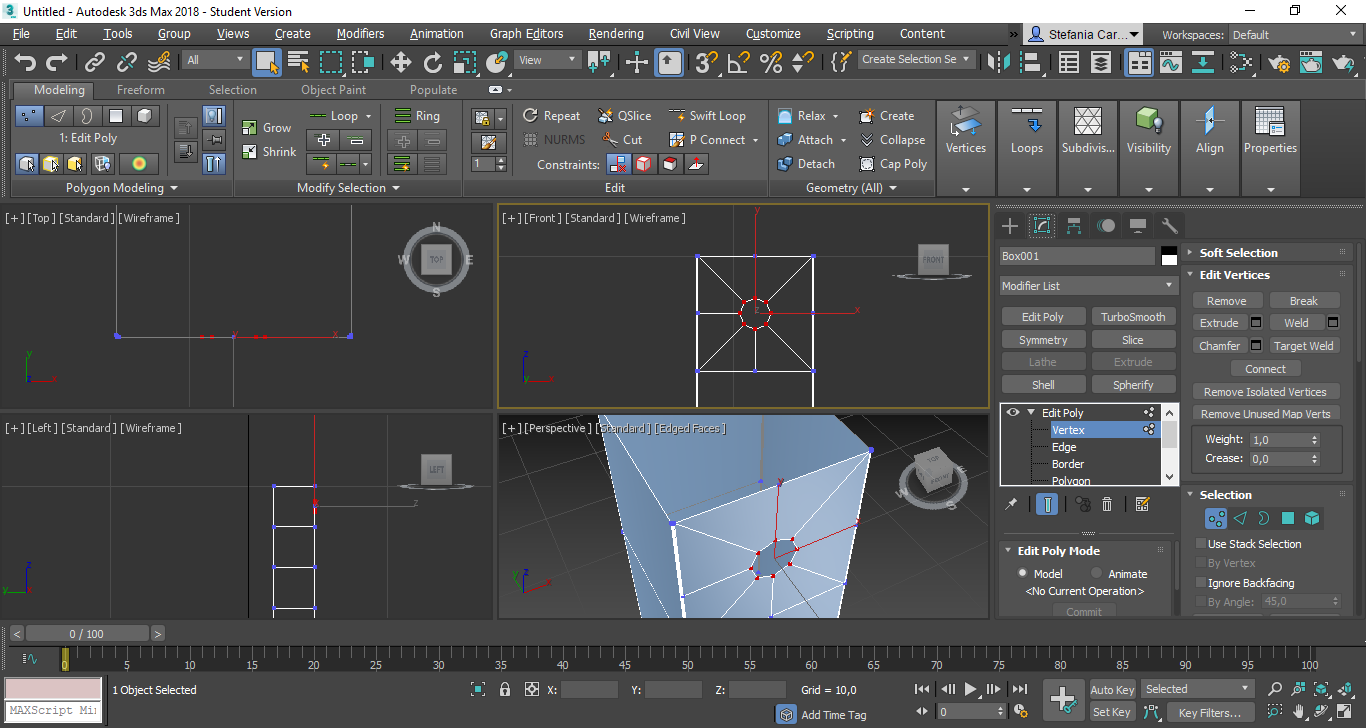 Untitled - Autodesk 3ds Max 2018 - Student Version
File Edit Tools Group Views Create Modifiers Animation Graph Editors Rendering Civil View Customize Scripting Content » Stefania Car... Workspaces: Default
All View Create Selection Se
Modeling Freeform Selection Object Paint Populate
1: Edit Poly
Polygon Modeling
Grow Loop Ring
Shrink
Modify Selection
1
Repeat QSlice Swift Loop
NURMS Cut P Connect
Constraints:
Edit
Relax Create
Attach Collapse
Detach Cap Poly
Geometry (All)
Vertices Loops Subdivis... Visibility Align Properties
[+] [Top] [Standard] [Wireframe]
N
W TOP E
S
y
x
y
z x
[+] [Front] [Standard] [Wireframe]
y
FRONT
x
z
z
y x
[+] [Left] [Standard] [Wireframe]
LEFT
z
z
y
[+] [Perspective] [Standard] [Edged Faces]
TOP
FRONT
W
E
S
y
z
y
x
Box001
Modifier List
Edit Poly TurboSmooth
Symmetry Slice
Lathe Extrude
Shell Spherify
Edit Poly
Vertex
Edge
Border
Polygon
Edit Poly Mode
Model Animate
<No Current Operation>
Commit
Soft Selection
Edit Vertices
Remove Break
Extrude Weld
Chamfer Target Weld
Connect
Remove Isolated Vertices
Remove Unused Map Verts
Weight: 1,0
Crease: 0,0
Selection
Use Stack Selection
By Vertex
Ignore Backfacing
By Angle: 45,0
< 0 / 100 >
0 5 10 15 20 25 30 35 40 45 50 55 60 65 70 75 80 85 90 95 100
1 Object Selected X: Y: Z: Grid = 10,0 Auto Key Selected
MAXScript Mi Add Time Tag 0 Set Key Key Filters...